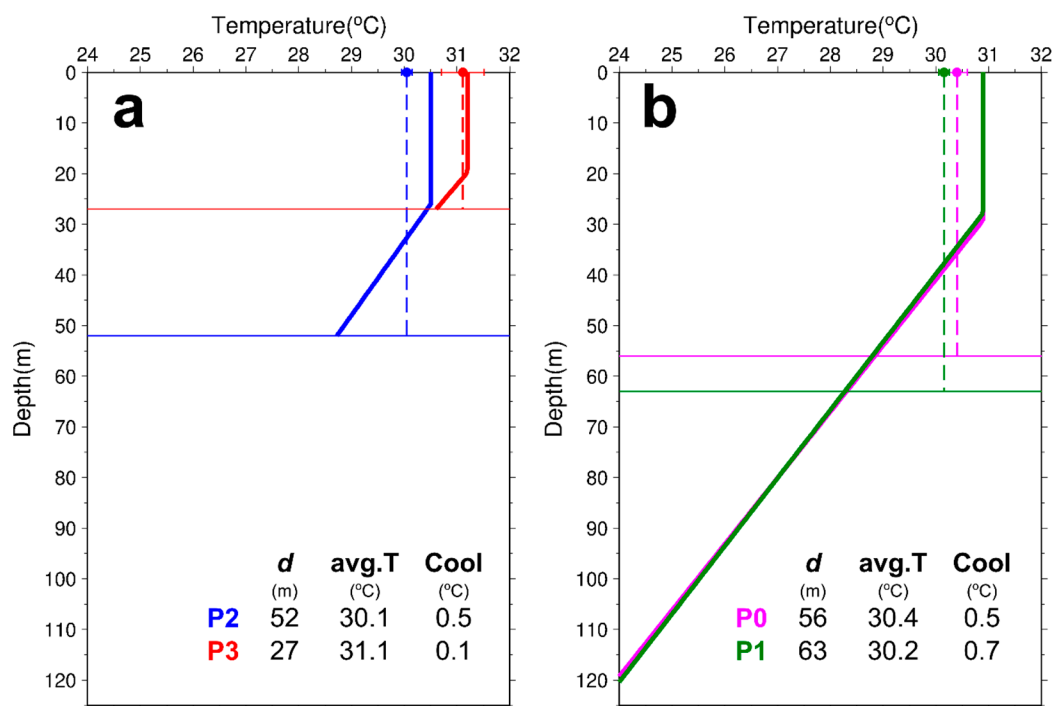 Temperature(ºC)
24 25 26 27 28 29 30 31 32
0
10
20
30
40
50
60
70
80
90
100
110
120
Depth(m)
a
d avg.T Cool
(m) (ºC) (ºC)
P2 52 30.1 0.5
P3 27 31.1 0.1
Temperature(ºC)
24 25 26 27 28 29 30 31 32
0
10
20
30
40
50
60
70
80
90
100
110
120
Depth(m)
b
d avg.T Cool
(m) (ºC) (ºC)
P0 56 30.4 0.5
P1 63 30.2 0.7